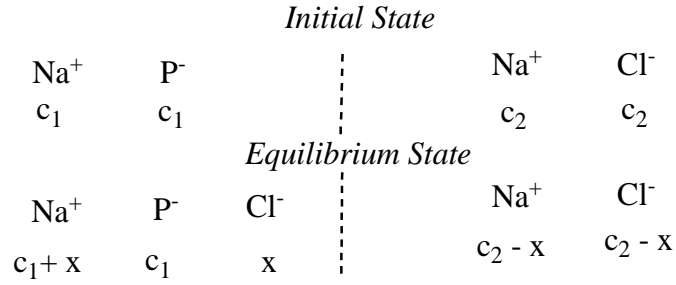 Initial State
Na⁺ P⁻ Na⁺ Cl⁻
c₁ c₁ c₂ c₂
Equilibrium State
Na⁺ P⁻ Cl⁻ Na⁺ Cl⁻
c₁+ x c₁ x c₂ - x c₂ - x